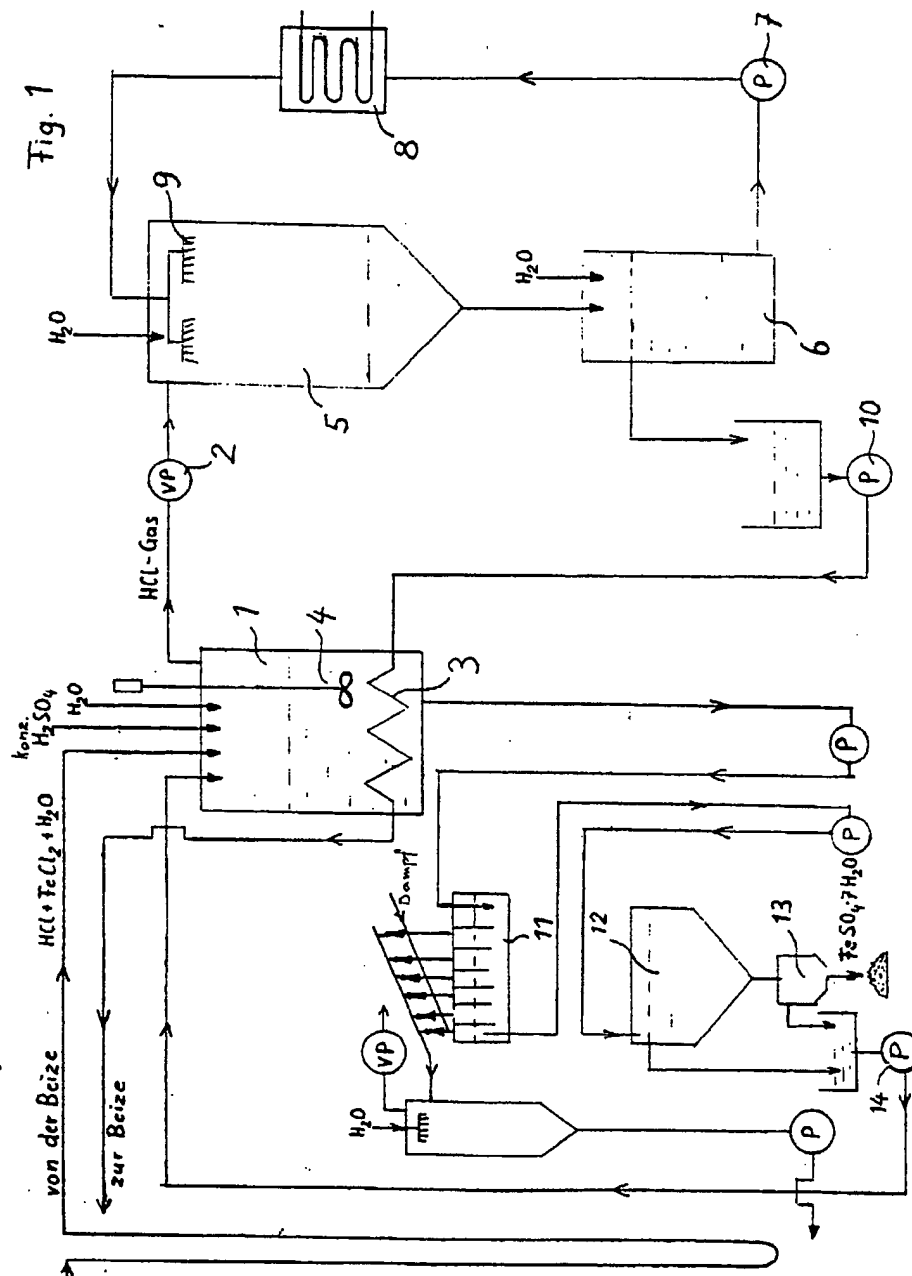 Fig. 1
H₂O
9
8
7
5
H₂O
6
10
VP
2
HCl-Gas
1
4
3
konz.
H₂SO₄
H₂O
HCl + FeCl₂ + H₂O
von der Beize
zur Beize
Dampf
11
VP
H₂O
P
P
P
P
P
P
12
13
FeSO₄·7H₂O
14